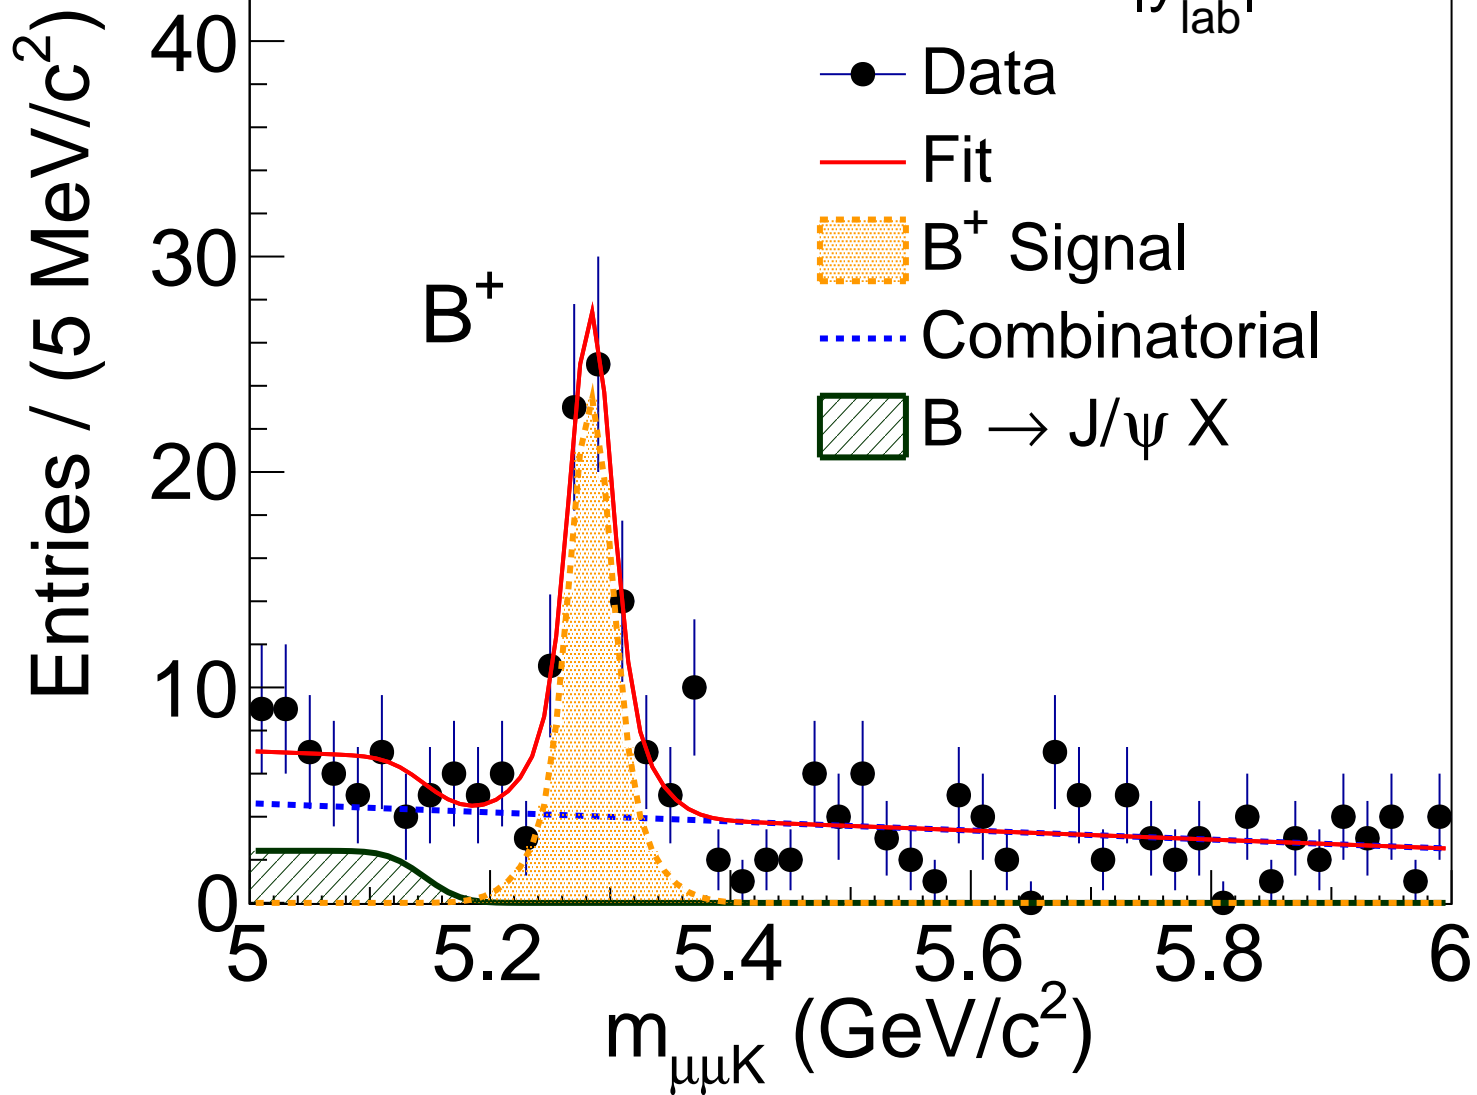 |y_lab|
40
30
20
10
0
Entries / (5 MeV/c²)
Data
Fit
B⁺ Signal
Combinatorial
B → J/ψ X
B⁺
5 5.2 5.4 5.6 5.8 6
m_μμK (GeV/c²)